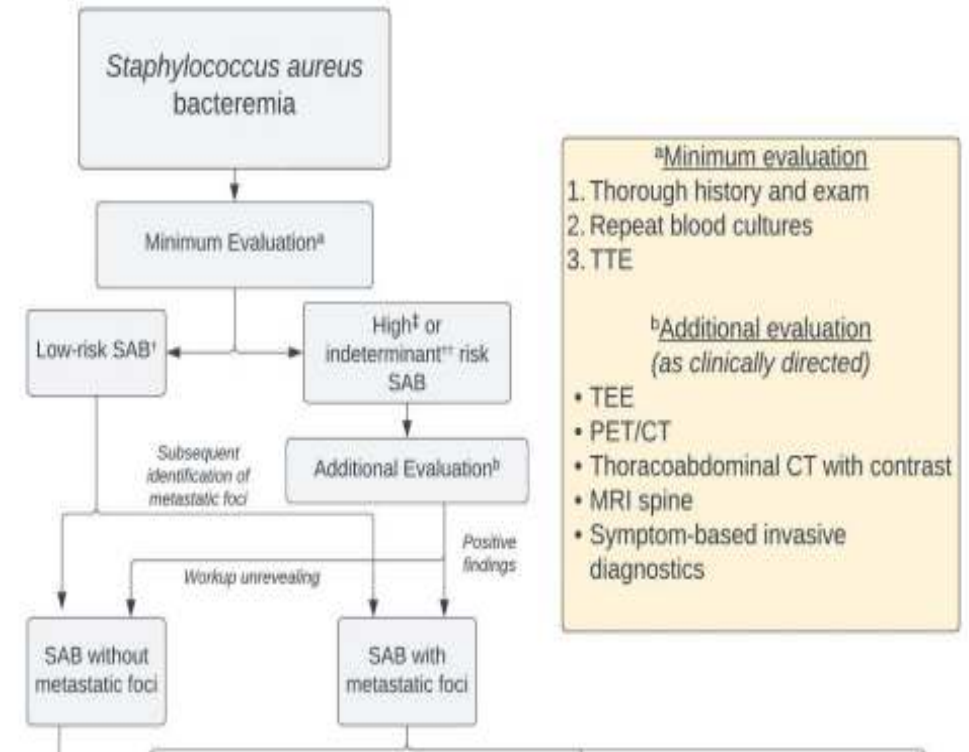 Staphylococcus aureus
bacteremia
Minimum Evaluationᵃ
Low-risk SAB†
High‡ or
indeterminant†† risk
SAB
Additional Evaluationᵇ
Subsequent
identification of
metastatic foci
Positive
findings
Workup unrevealing
SAB without
metastatic foci
SAB with
metastatic foci
ᵃMinimum evaluation
1. Thorough history and exam
2. Repeat blood cultures
3. TTE
ᵇAdditional evaluation
(as clinically directed)
• TEE
• PET/CT
• Thoracoabdominal CT with contrast
• MRI spine
• Symptom-based invasive
diagnostics